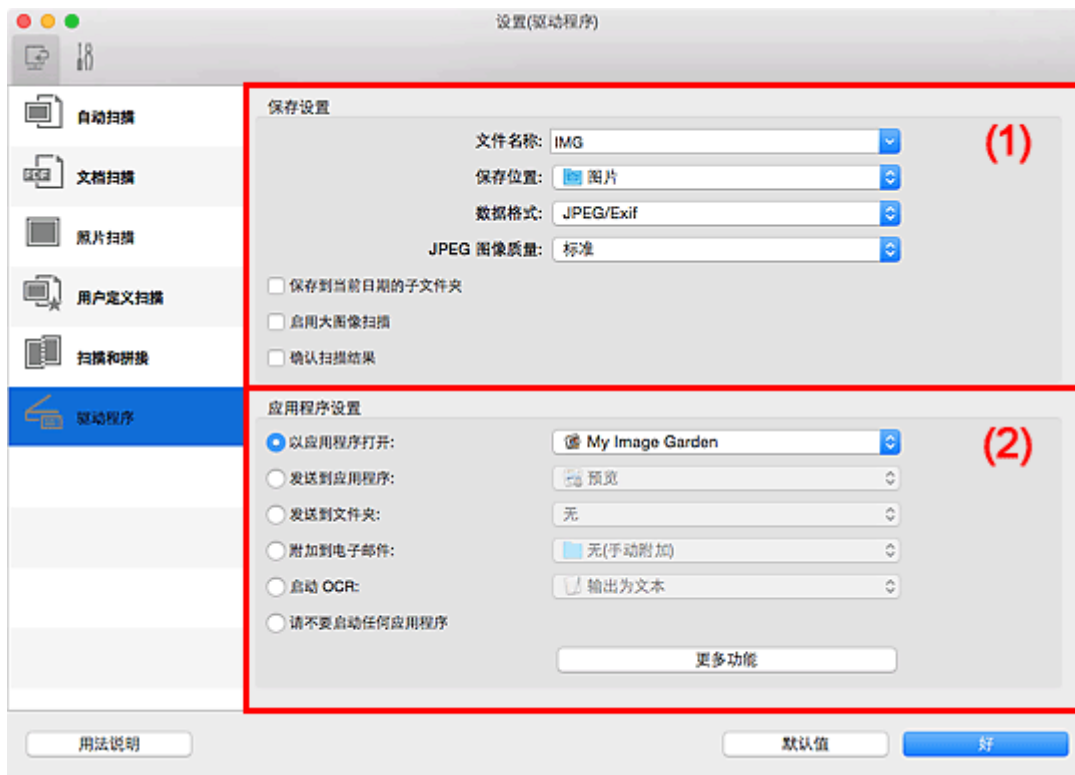 设置(驱动程序)
自动扫描
文档扫描
照片扫描
用户定义扫描
扫描和拼接
驱动程序
保存设置
(1)
文件名称: IMG
保存位置: 图片
数据格式: JPEG/Exif
JPEG 图像质量: 标准
保存到当前日期的子文件夹
启用大图像扫描
确认扫描结果
应用程序设置
(2)
以应用程序打开: My Image Garden
发送到应用程序: 预览
发送到文件夹: 无
附加到电子邮件: 无(手动附加)
启动 OCR: 输出为文本
请不要启动任何应用程序
更多功能
用法说明
默认值
好